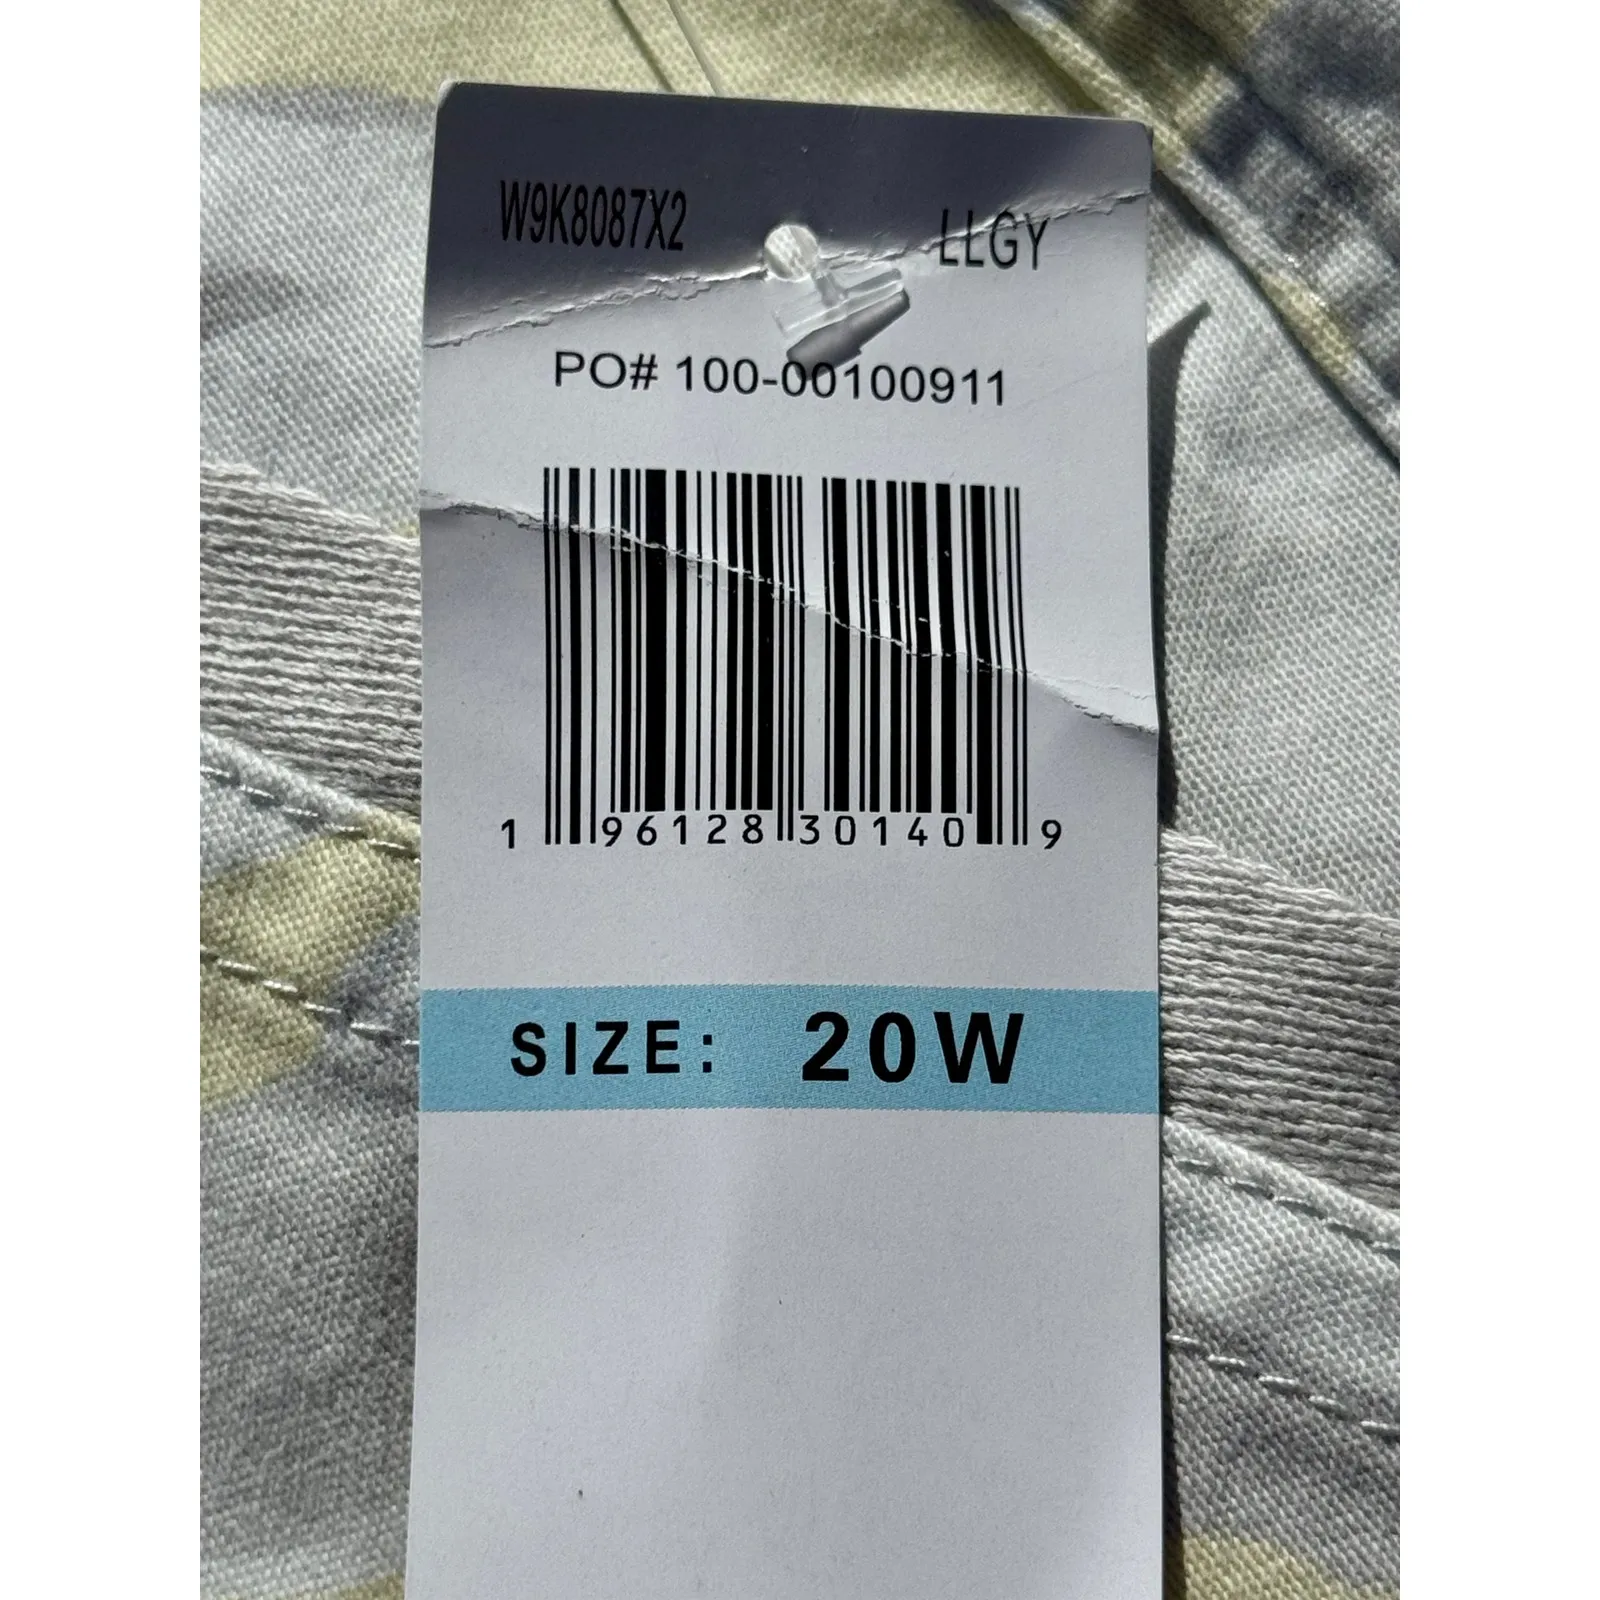 W9K8087X2 LLGY
PO# 100-00100911
1 96128 30140 9
SIZE: 20W